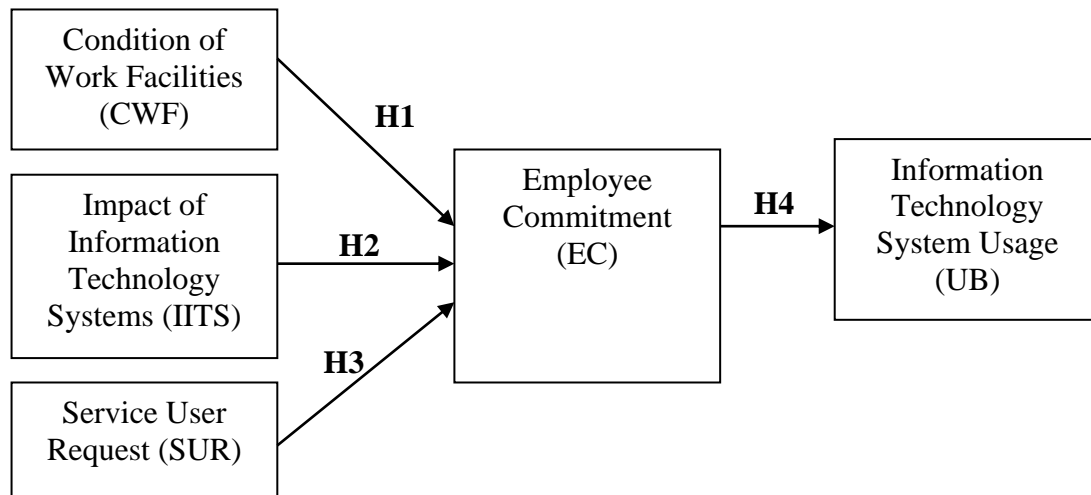 Condition of
Work Facilities
(CWF)
H1
Impact of
Information
Technology
Systems (IITS)
H2
Service User
Request (SUR)
H3
Employee
Commitment
(EC)
H4
Information
Technology
System Usage
(UB)